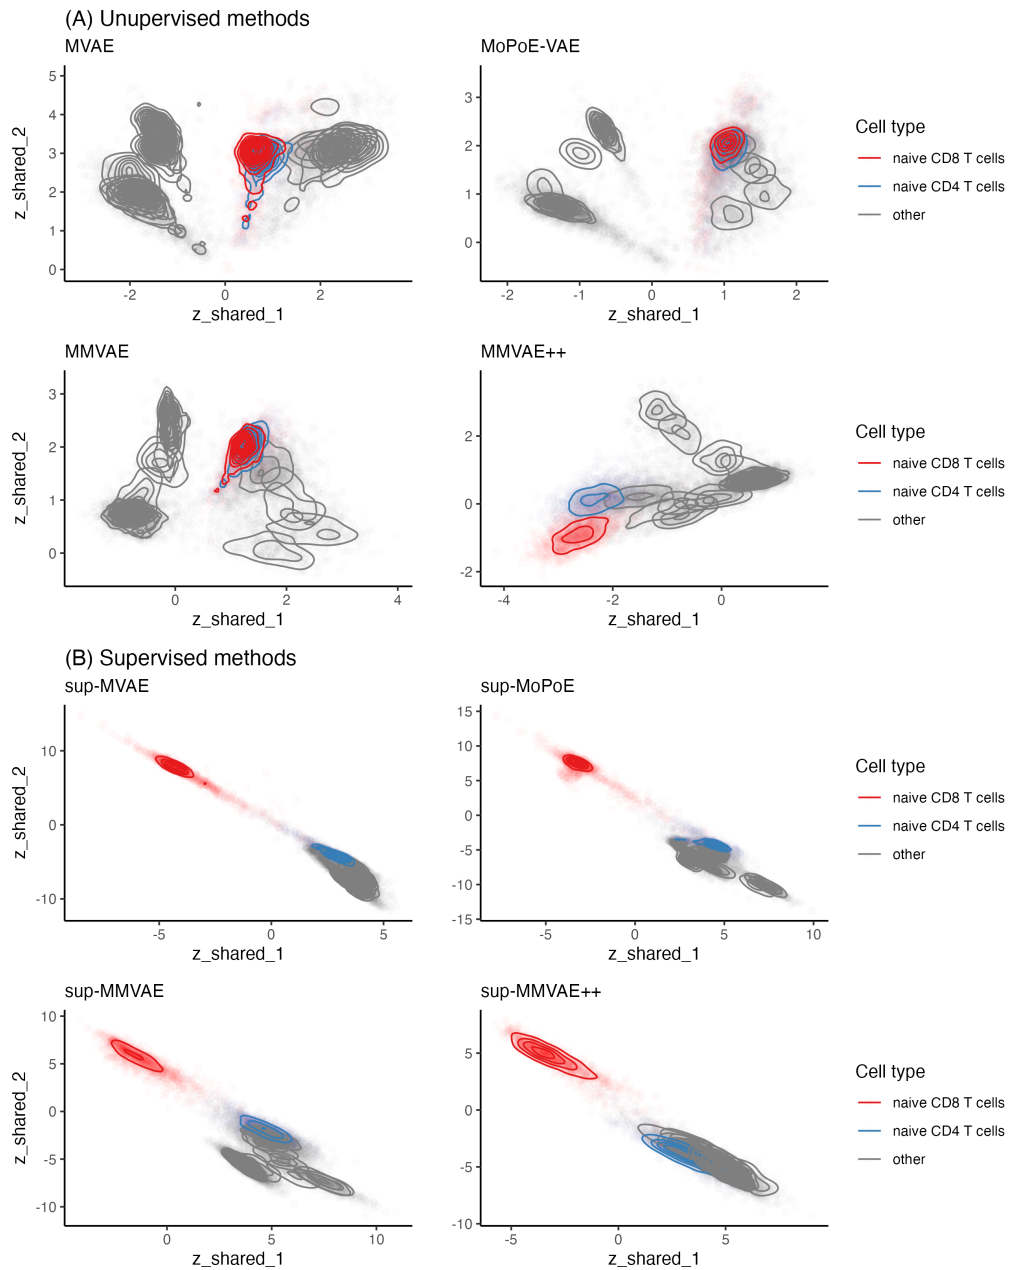 (A) Unupervised methods
MVAE
MoPoE-VAE
5
4
3
2
1
0
z_shared_2
-2
0
2
z_shared_1
3
2
1
0
-2
-1
0
1
2
z_shared_1
Cell type
naive CD8 T cells
naive CD4 T cells
other
MMVAE
MMVAE++
3
2
1
0
z_shared_2
0
2
4
z_shared_1
2
0
-2
-4
-2
0
z_shared_1
Cell type
naive CD8 T cells
naive CD4 T cells
other
(B) Supervised methods
sup-MVAE
sup-MoPoE
10
0
-10
z_shared_2
-5
0
5
z_shared_1
15
10
5
0
-5
-10
-15
-5
0
5
10
z_shared_1
Cell type
naive CD8 T cells
naive CD4 T cells
other
sup-MMVAE
sup-MMVAE++
10
5
0
-5
-10
z_shared_2
0
5
10
z_shared_1
5
0
-5
-10
-5
0
5
z_shared_1
Cell type
naive CD8 T cells
naive CD4 T cells
other